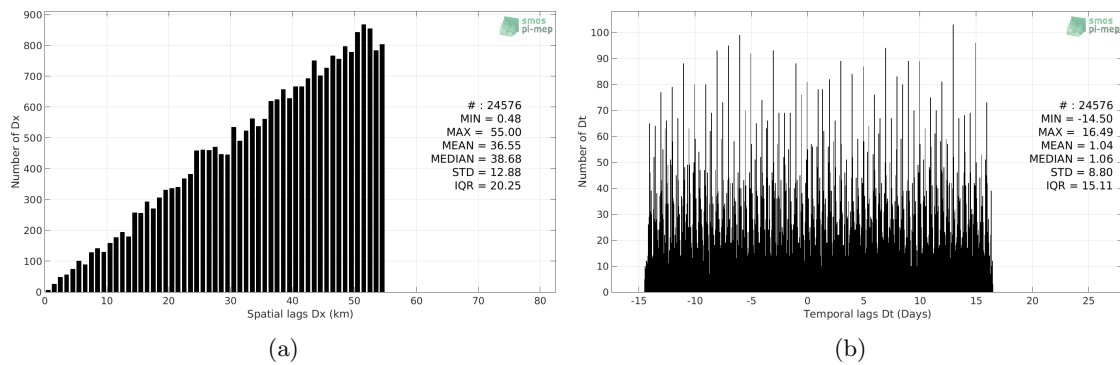 900
800
700
600
500
400
300
200
100
0
Number of Dx
0 10 20 30 40 50 60 70 80
Spatial lags Dx (km)
smos
pi-mep
# : 24576
MIN = 0.48
MAX = 55.00
MEAN = 36.55
MEDIAN = 38.68
STD = 12.88
IQR = 20.25
(a)
100
90
80
70
60
50
40
30
20
10
0
Number of Dt
-15 -10 -5 0 5 10 15 20 25
Temporal lags Dt (Days)
smos
pi-mep
# : 24576
MIN = -14.50
MAX = 16.49
MEAN = 1.04
MEDIAN = 1.06
STD = 8.80
IQR = 15.11
(b)